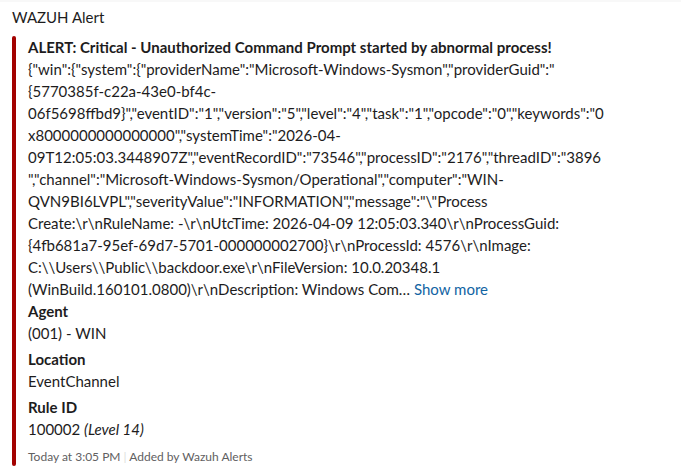 WAZUH Alert
ALERT: Critical - Unauthorized Command Prompt started by abnormal process!
{"win":{"system":{"providerName":"Microsoft-Windows-Sysmon","providerGuid":"
{5770385f-c22a-43e0-bf4c-
06f5698ffbd9}","eventID":"1","version":"5","level":"4","task":"1","opcode":"0","keywords":"0
x8000000000000000","systemTime":"2026-04-
09T12:05:03.3448907Z","eventRecordID":"73546","processID":"2176","threadID":"3896
","channel":"Microsoft-Windows-Sysmon/Operational","computer":"WIN-
QVN9BI6LVPL","severityValue":"INFORMATION","message":"\"Process
Create:\r\nRuleName: -\r\nUtcTime: 2026-04-09 12:05:03.340\r\nProcessGuid:
{4fb681a7-95ef-69d7-5701-000000002700}\r\nProcessId: 4576\r\nImage:
C:\\Users\\Public\\backdoor.exe\r\nFileVersion: 10.0.20348.1
(WinBuild.160101.0800)\r\nDescription: Windows Com... Show more
Agent
(001) - WIN
Location
EventChannel
Rule ID
100002 (Level 14)
Today at 3:05 PM | Added by Wazuh Alerts